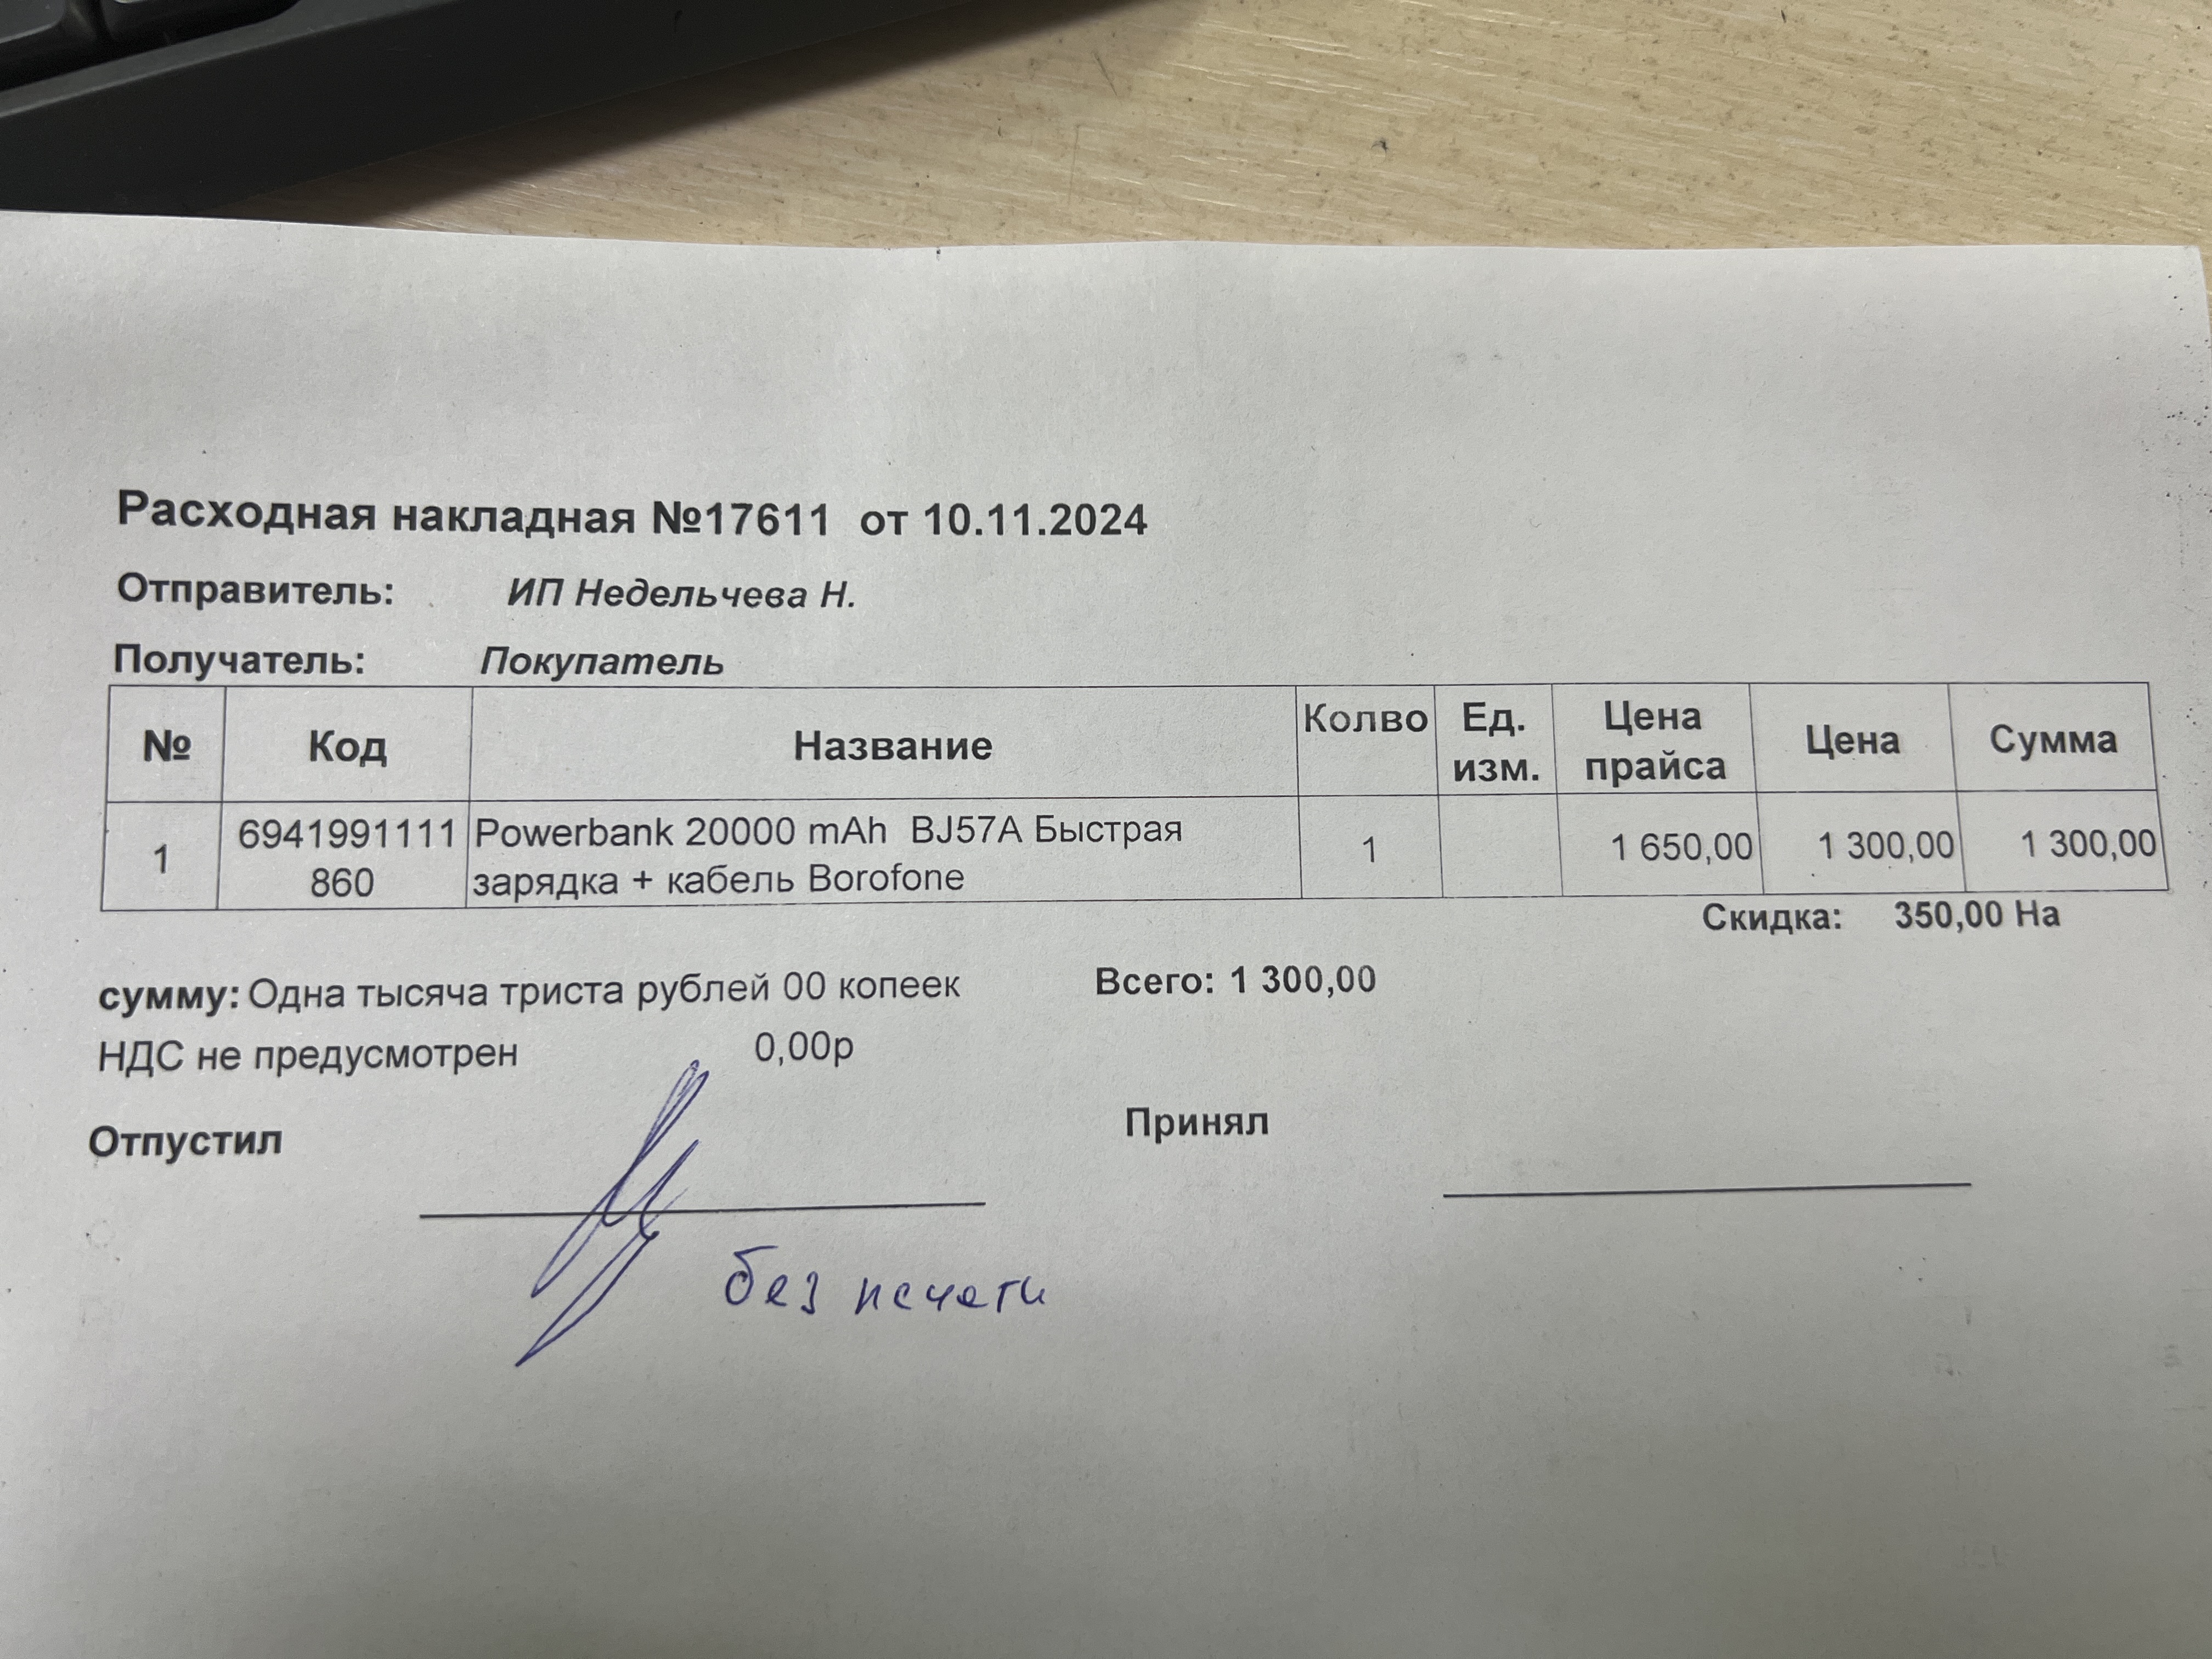 Расходная накладная №17611 от 10.11.2024
Отправитель: ИП Недельчева Н.
Получатель: Покупатель
№ Код Название Колво Ед. изм. Цена прайса Цена Сумма
1 6941991111 Powerbank 20000 mAh BJ57A Быстрая 1 1 650,00 1 300,00 1 300,00
860 зарядка + кабель Borofone
Скидка: 350,00 На
сумму: Одна тысяча триста рублей 00 копеек Всего: 1 300,00
НДС не предусмотрен 0,00р
Отпустил Принял
без печати